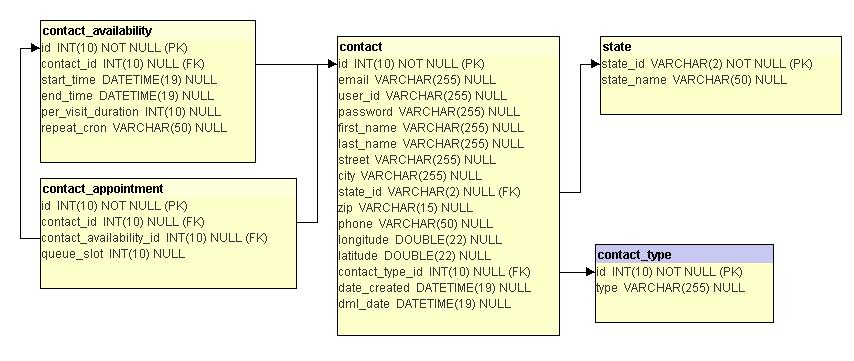 contact_availability
id INT(10) NOT NULL (PK)
contact_id INT(10) NULL (FK)
start_time DATETIME(19) NULL
end_time DATETIME(19) NULL
per_visit_duration INT(10) NULL
repeat_cron VARCHAR(50) NULL
contact_appointment
id INT(10) NOT NULL (PK)
contact_id INT(10) NULL (FK)
contact_availability_id INT(10) NULL (FK)
queue_slot INT(10) NULL
contact
id INT(10) NOT NULL (PK)
email VARCHAR(255) NULL
user_id VARCHAR(255) NULL
password VARCHAR(255) NULL
first_name VARCHAR(255) NULL
last_name VARCHAR(255) NULL
street VARCHAR(255) NULL
city VARCHAR(255) NULL
state_id VARCHAR(2) NULL (FK)
zip VARCHAR(15) NULL
phone VARCHAR(50) NULL
longitude DOUBLE(22) NULL
latitude DOUBLE(22) NULL
contact_type_id INT(10) NULL (FK)
date_created DATETIME(19) NULL
dml_date DATETIME(19) NULL
state
state_id VARCHAR(2) NOT NULL (PK)
state_name VARCHAR(50) NULL
contact_type
id INT(10) NOT NULL (PK)
type VARCHAR(255) NULL